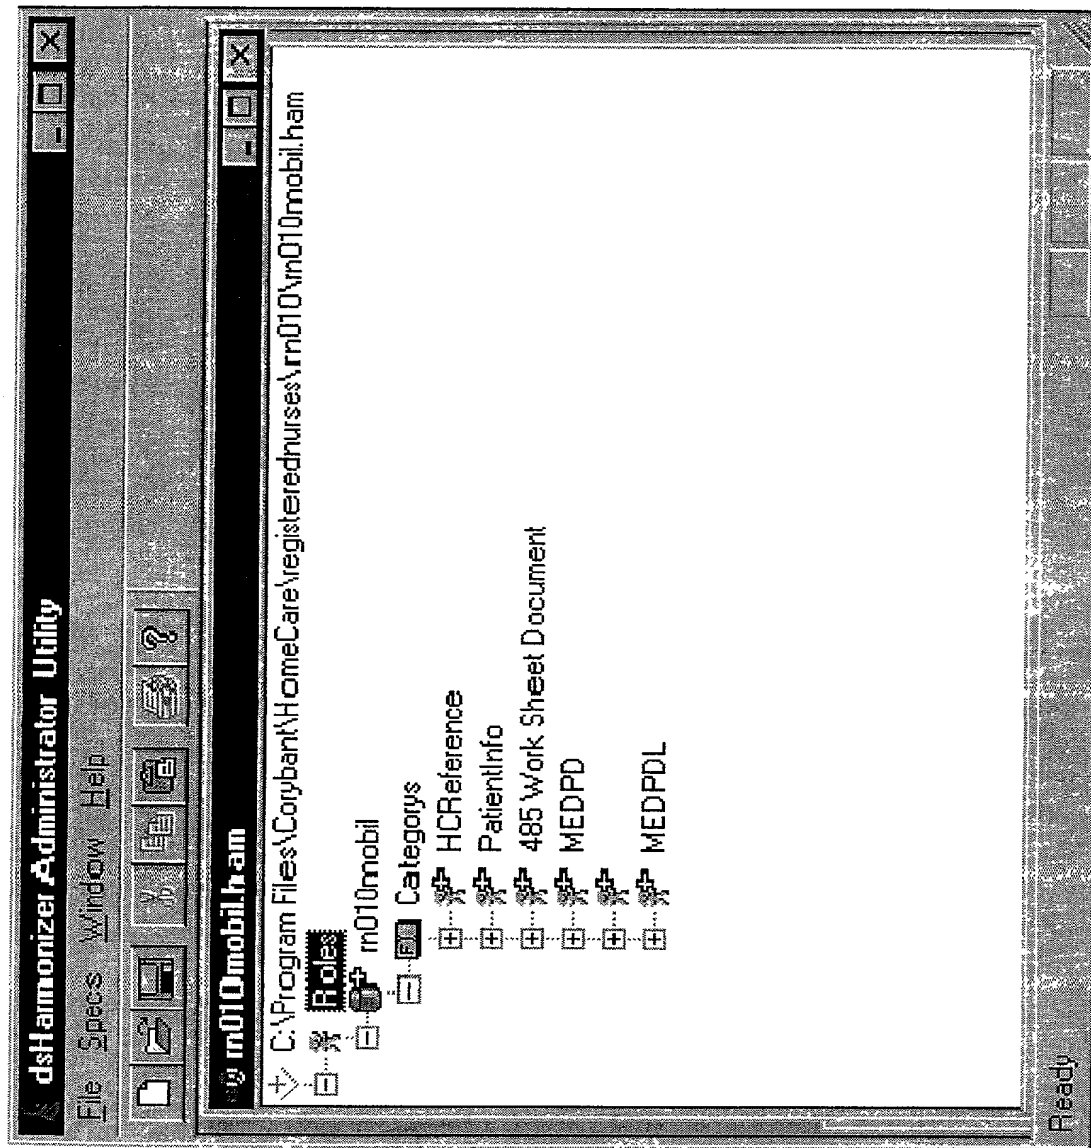 dsHarmonizer Administrator Utility
File Specs Window Help
rn010mobil.ham
C:\Program Files\Corybant\HomeCare\registerednurses\rn010\rn010mobil.ham
Roles
rn010mobil
Categorys
HCReference
PatientInfo
485 Work Sheet Document
MEDPD
MEDPDL
Ready